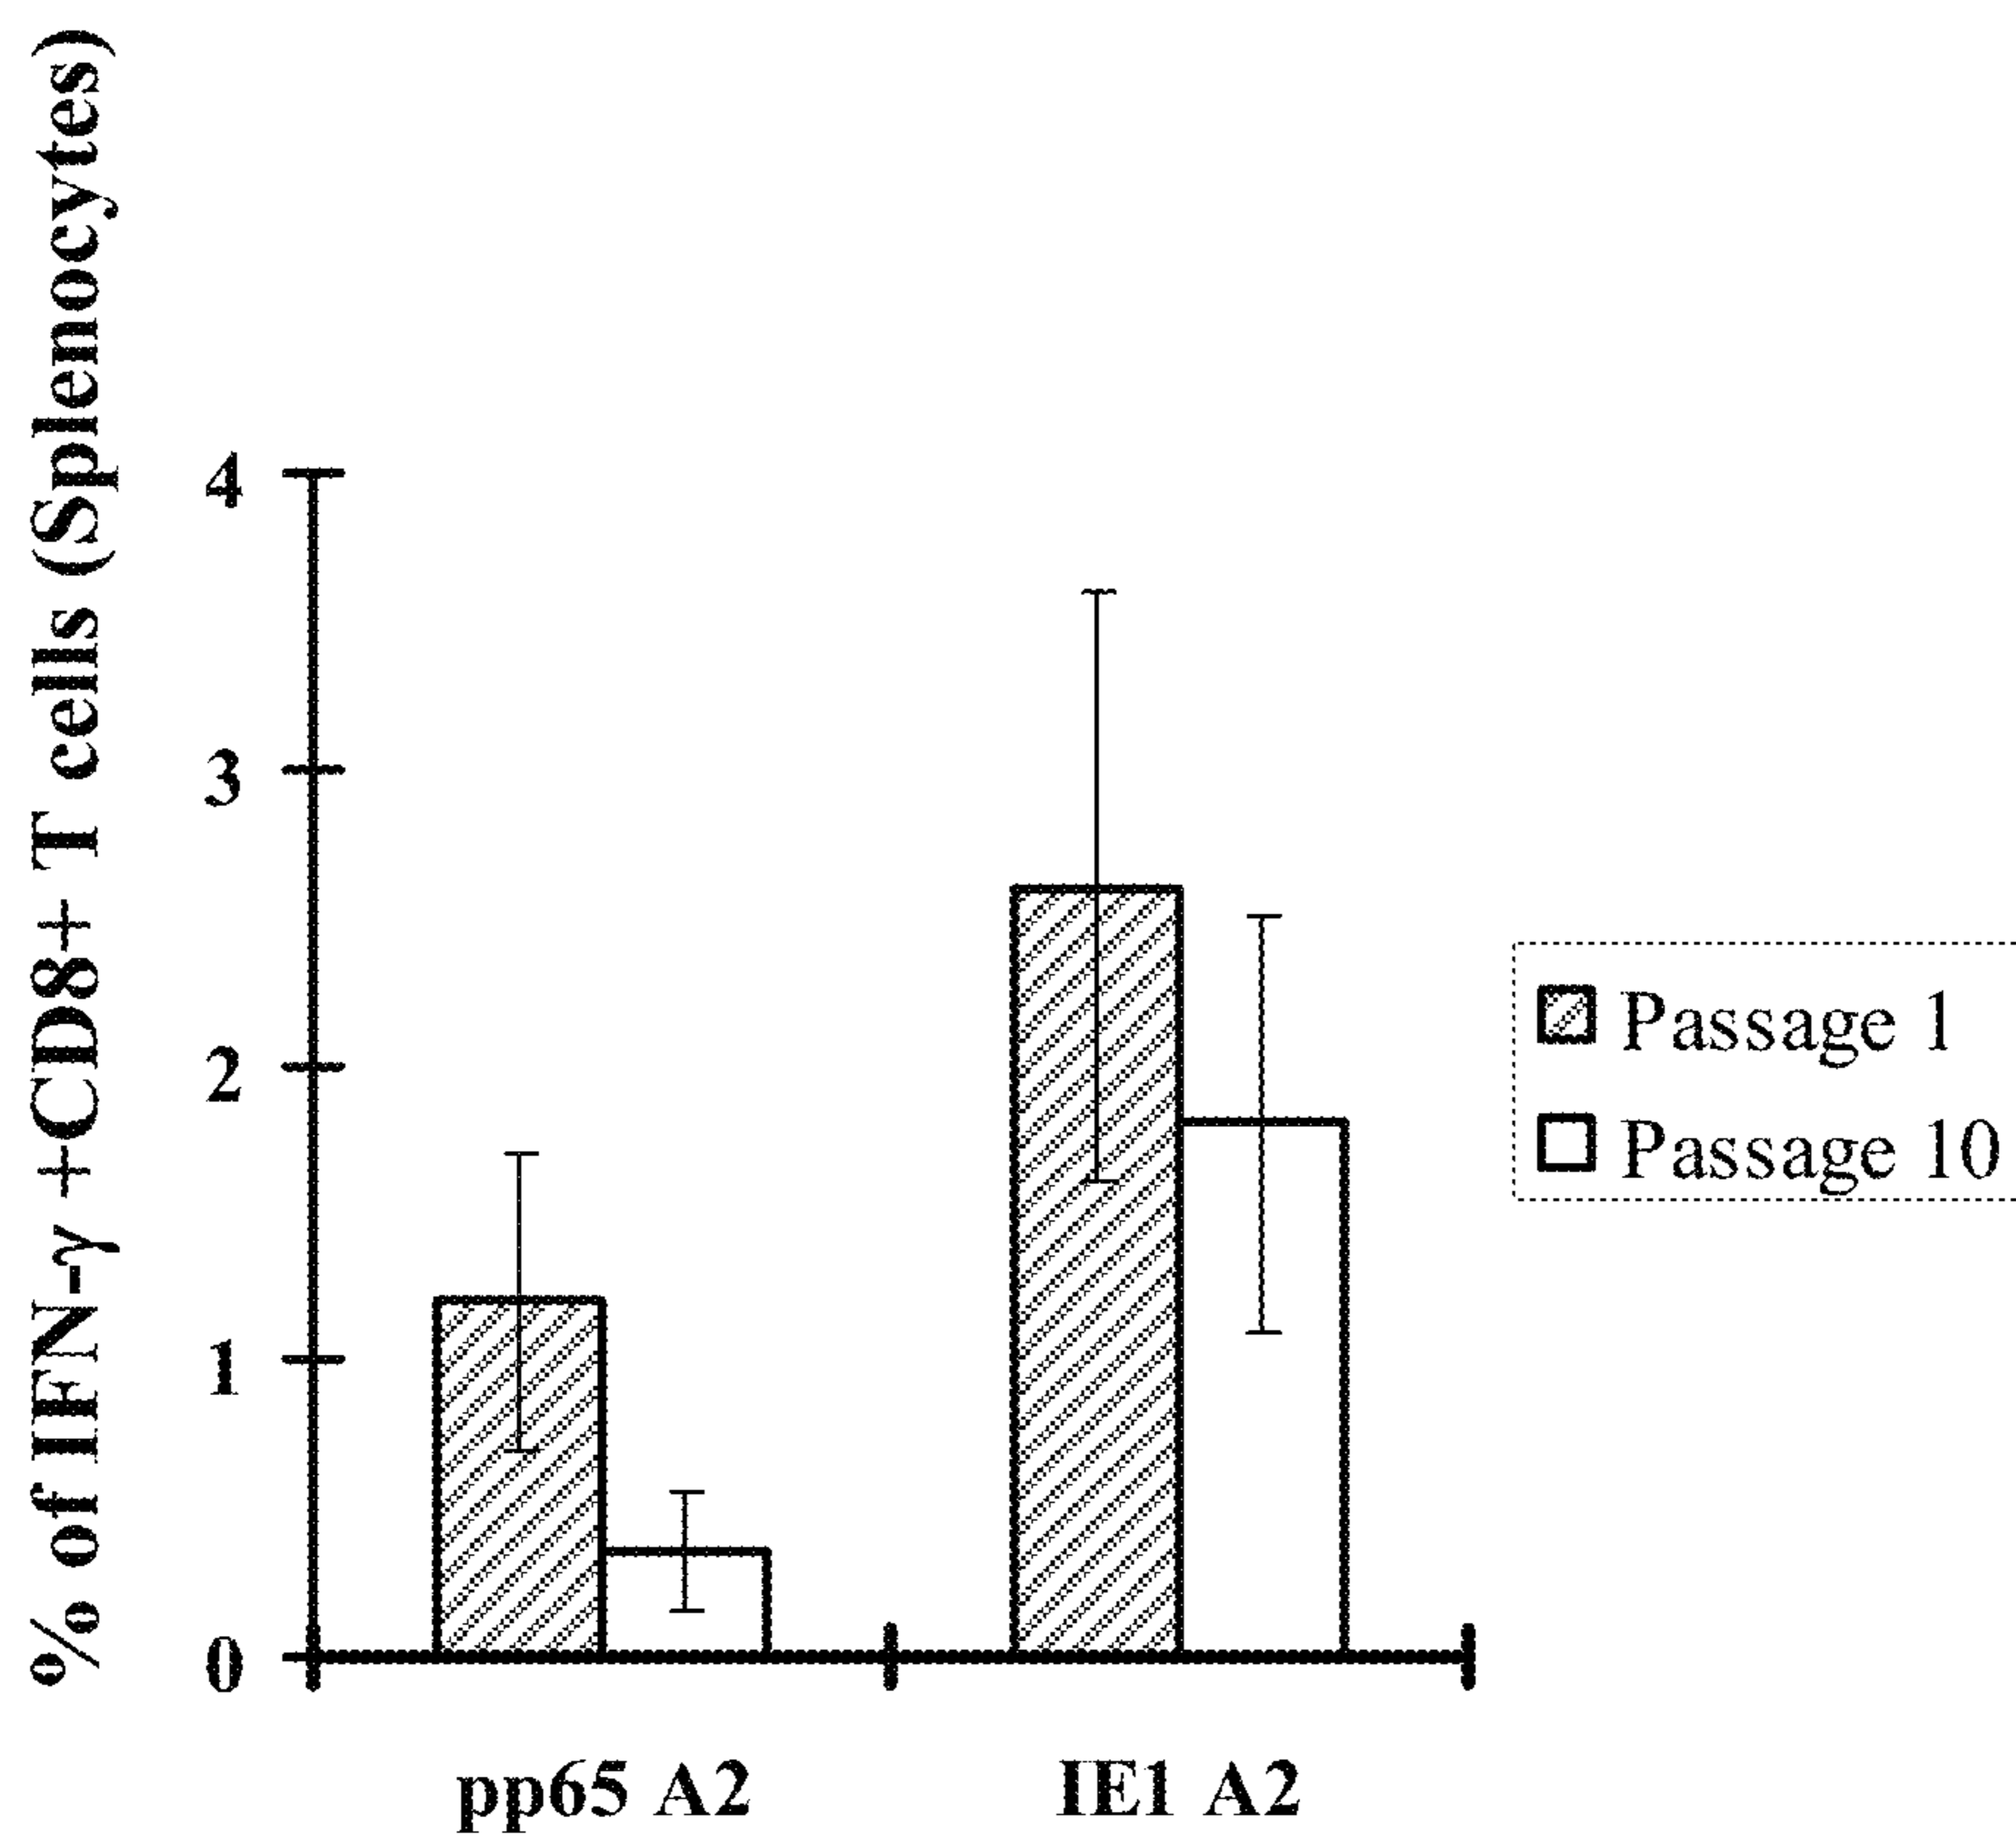 % of IFN-γ +CD8+ T cells (Splenocytes)
4
3
2
1
0
pp65 A2
IE1 A2
Passage 1
Passage 10